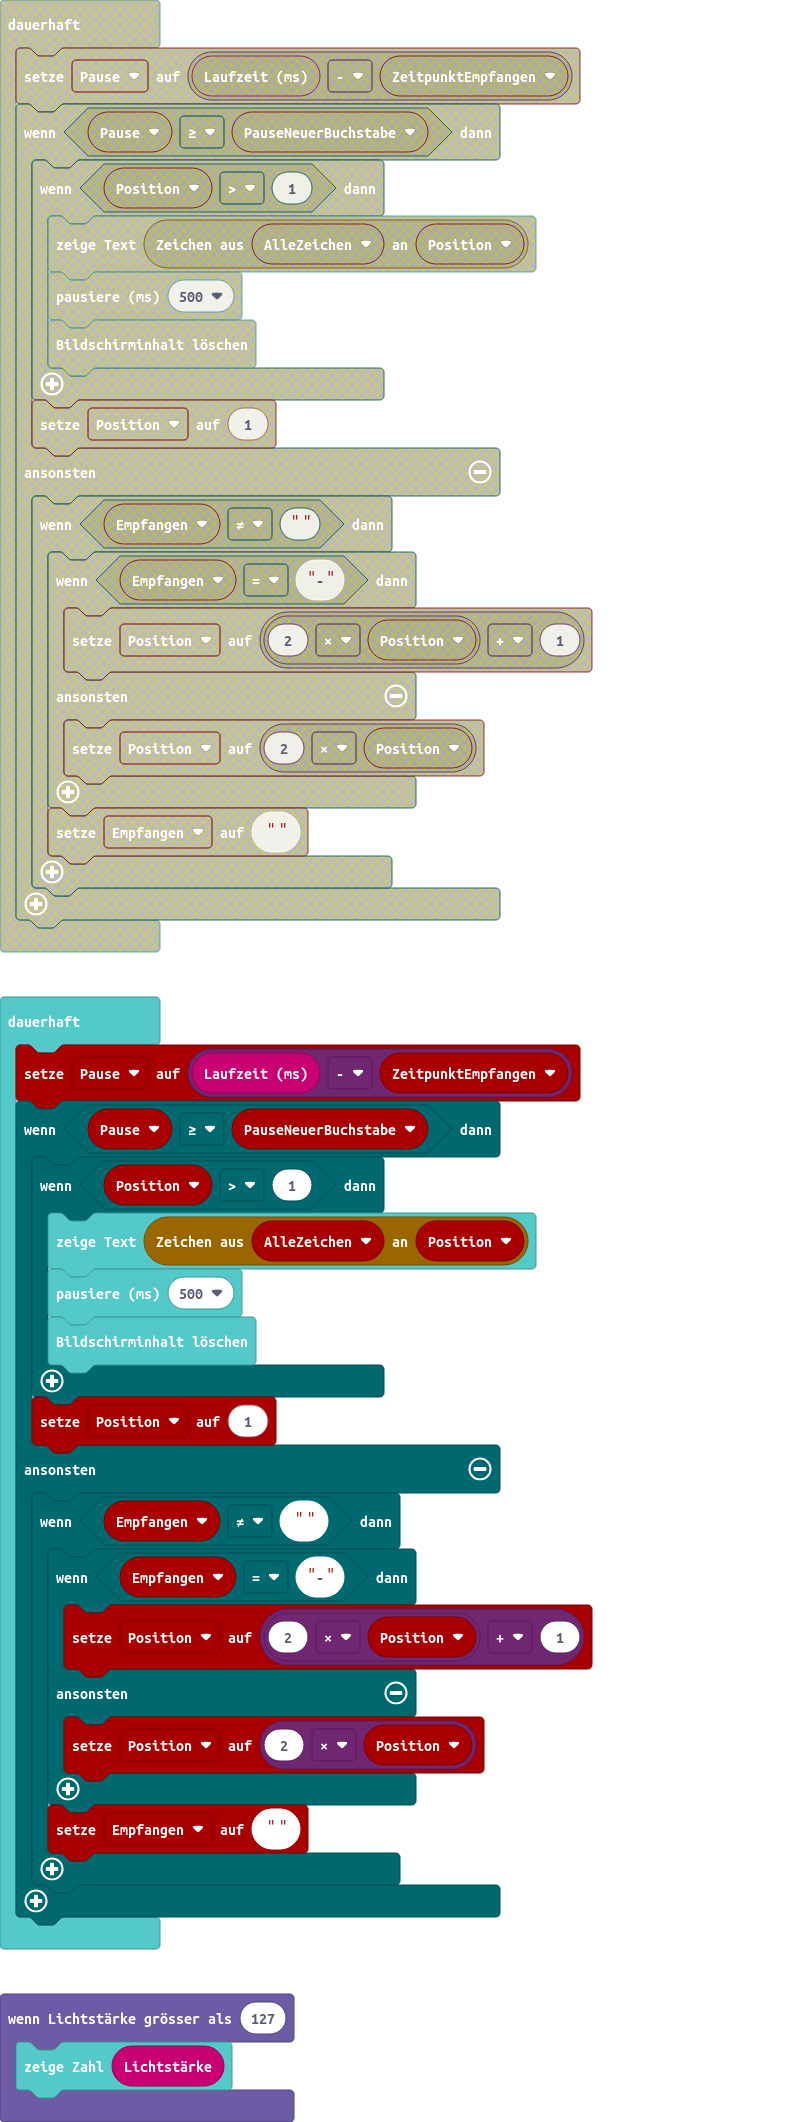 dauerhaft
setze Pause auf Laufzeit (ms) - ZeitpunktEmpfangen
wenn Pause ≥ PauseNeuerBuchstabe dann
wenn Position > 1 dann
zeige Text Zeichen aus AlleZeichen an Position
pausiere (ms) 500
Bildschirminhalt löschen
setze Position auf 1
ansonsten
wenn Empfangen ≠ "" dann
wenn Empfangen = "-" dann
setze Position auf 2 × Position + 1
ansonsten
setze Position auf 2 × Position
setze Empfangen auf ""
dauerhaft
setze Pause auf Laufzeit (ms) - ZeitpunktEmpfangen
wenn Pause ≥ PauseNeuerBuchstabe dann
wenn Position > 1 dann
zeige Text Zeichen aus AlleZeichen an Position
pausiere (ms) 500
Bildschirminhalt löschen
setze Position auf 1
ansonsten
wenn Empfangen ≠ "" dann
wenn Empfangen = "-" dann
setze Position auf 2 × Position + 1
ansonsten
setze Position auf 2 × Position
setze Empfangen auf ""
wenn Lichtstärke grösser als 127
zeige Zahl Lichtstärke